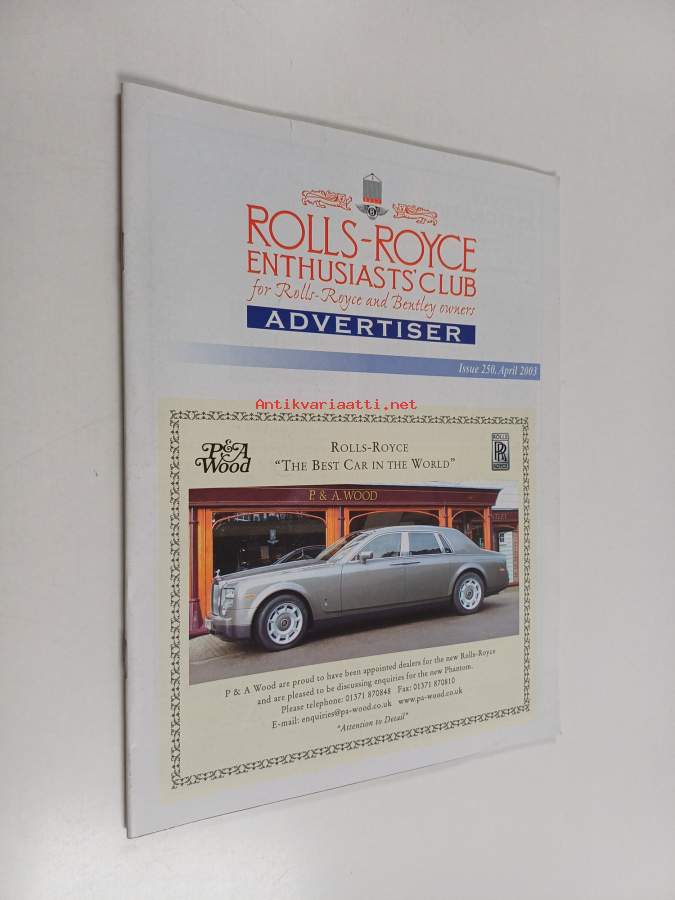 ROLLS-ROYCE
ENTHUSIASTS' CLUB
for Rolls-Royce and Bentley owners
ADVERTISER
Issue 250, April 2003
Antikvariaatti.net
P&A
Wood
ROLLS-ROYCE
"THE BEST CAR IN THE WORLD"
ROLLS
RR
ROYCE
P. & A. WOOD
P & A Wood are proud to have been appointed dealers for the new Rolls-Royce
and are pleased to be discussing enquiries for the new Phantom.
Please telephone: 01371 870848 Fax: 01371 870810
E-mail: enquiries@pa-wood.co.uk www.pa-wood.co.uk
"Attention to Detail"